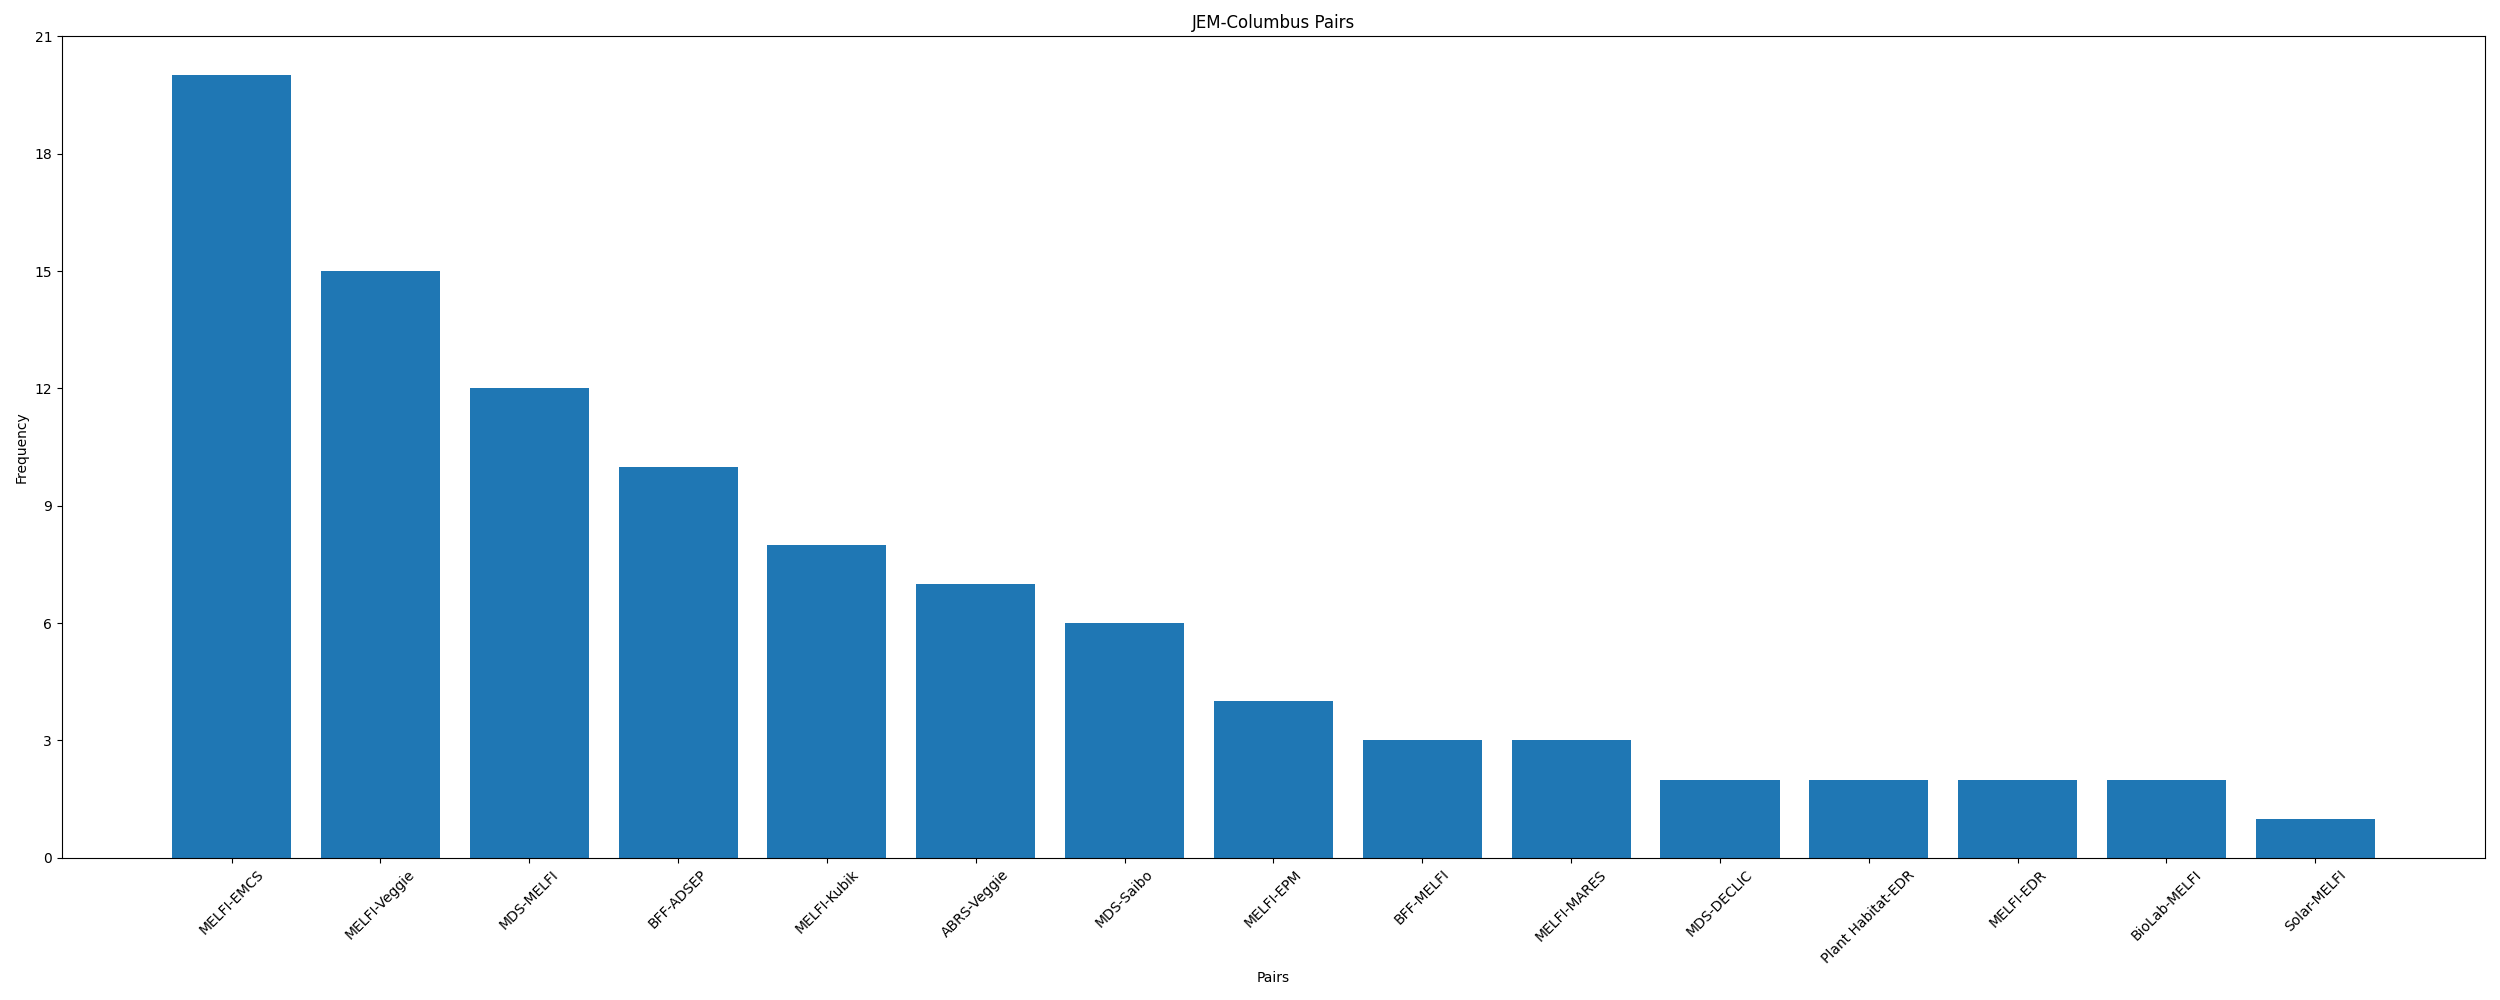 JEM-Columbus Pairs
21
18
15
12
9
6
3
0
Frequency
MELFI-EMCS
MELFI-Veggie
MDS-MELFI
BFF-ADSEP
MELFI-Kubik
ABRS-Veggie
MDS-Saibo
MELFI-EPM
BFF-MELFI
MELFI-MARES
MDS-DECLIC
Plant Habitat-EDR
MELFI-EDR
BioLab-MELFI
Solar-MELFI
Pairs